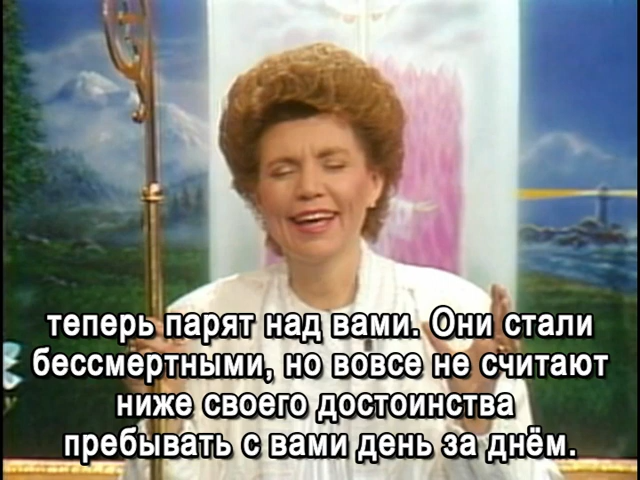 теперь парят над вами. Они стали
бессмертными, но вовсе не считают
ниже своего достоинства
пребывать с вами день за днём.